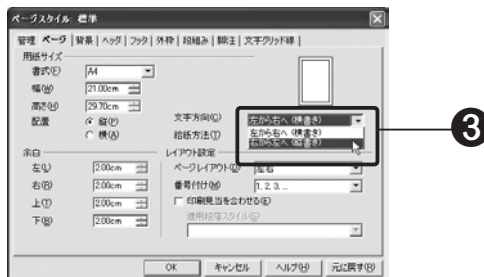 ページスタイル: 標準
管理 ページ 背景 ヘッダ フッタ 外枠 段組み 脚注 文字グリッド線
用紙サイズ
書式(E) A4
幅(W) 21.00cm
高さ(H) 29.70cm
配置 縦(P)
横(A)
文字方向(C) 左から右へ (横書き)
左から右へ (横書き)
右から左へ (縦書き)
給紙方法(T)
3
余白
左(L) 2.00cm
右(R) 2.00cm
上(T) 2.00cm
下(B) 2.00cm
レイアウト設定
ページレイアウト(G) 左右
番号付け(M) 1, 2, 3, ...
印刷見当を合わせる(E)
適用段落スタイル(S)
OK キャンセル ヘルプ(H) 元に戻す(R)